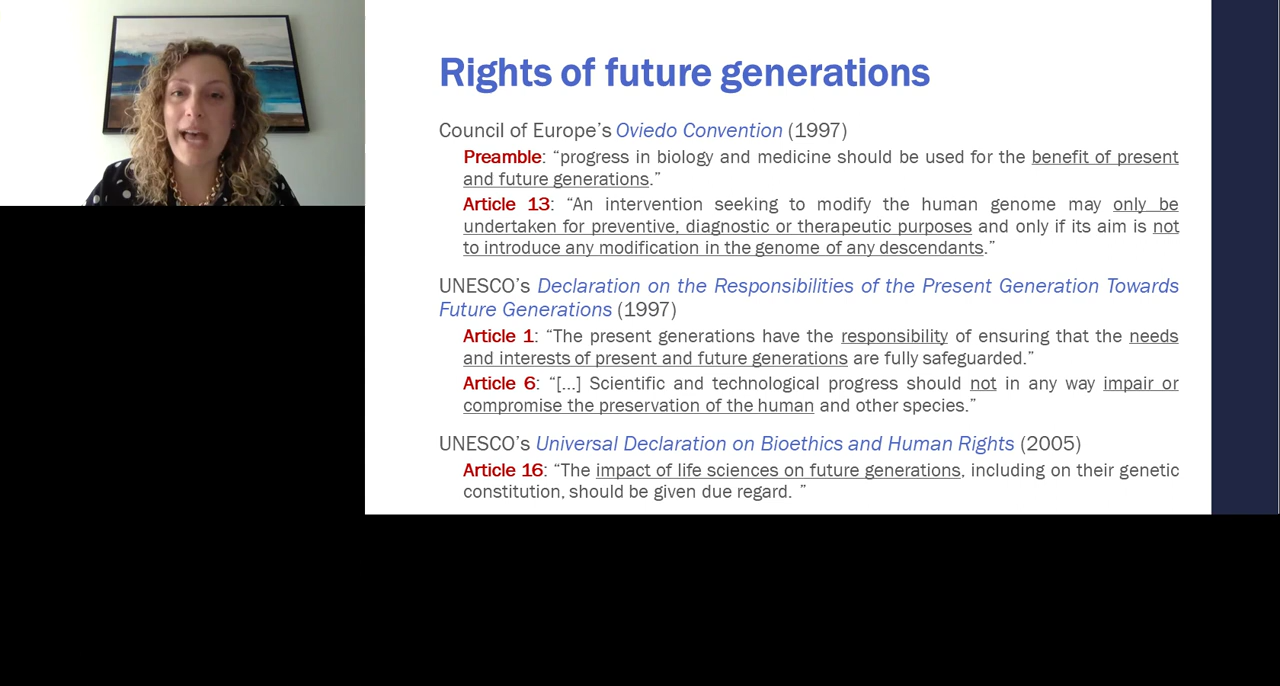 Rights of future generations
Council of Europe’s Oviedo Convention (1997)
Preamble: “progress in biology and medicine should be used for the benefit of present
and future generations.”
Article 13: “An intervention seeking to modify the human genome may only be
undertaken for preventive, diagnostic or therapeutic purposes and only if its aim is not
to introduce any modification in the genome of any descendants.”
UNESCO’s Declaration on the Responsibilities of the Present Generation Towards
Future Generations (1997)
Article 1: “The present generations have the responsibility of ensuring that the needs
and interests of present and future generations are fully safeguarded.”
Article 6: “[…] Scientific and technological progress should not in any way impair or
compromise the preservation of the human and other species.”
UNESCO’s Universal Declaration on Bioethics and Human Rights (2005)
Article 16: “The impact of life sciences on future generations, including on their genetic
constitution, should be given due regard. ”